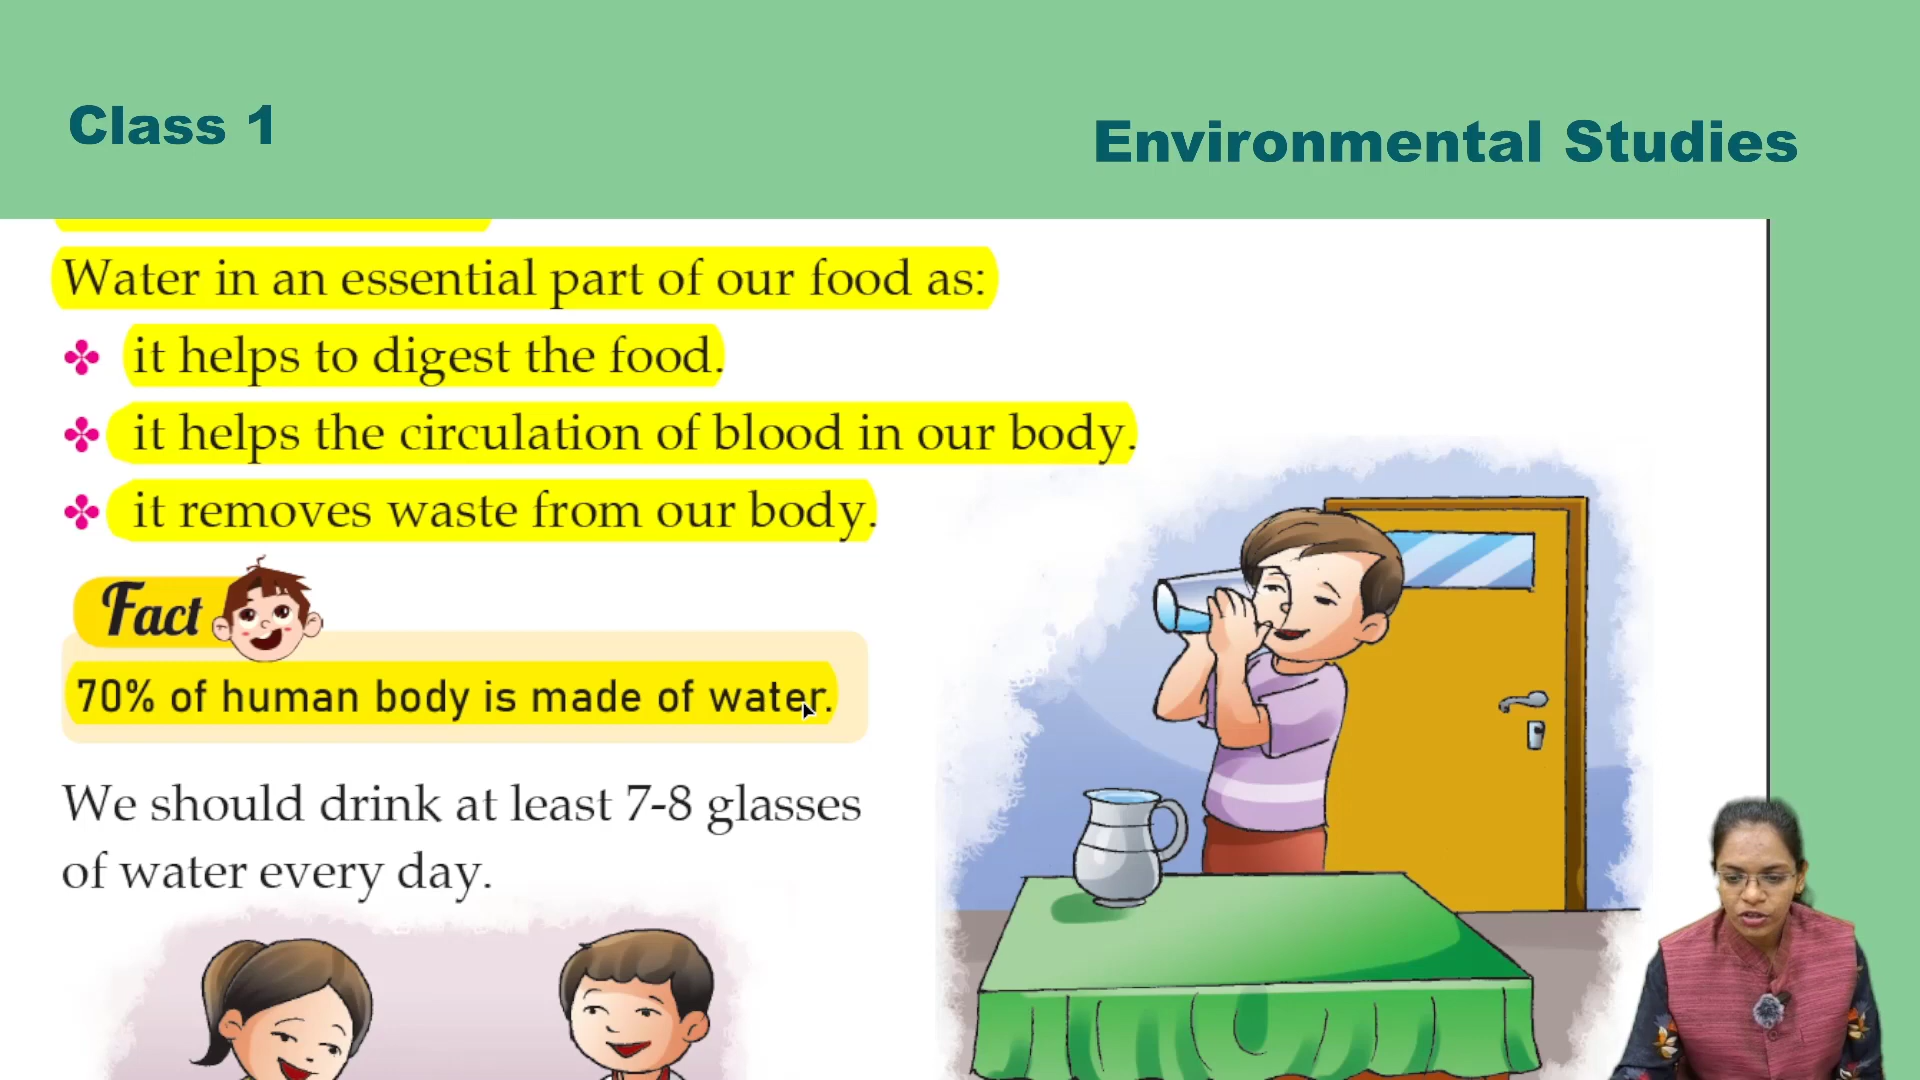 Class 1
Environmental Studies
Water in an essential part of our food as:
it helps to digest the food.
it helps the circulation of blood in our body.
it removes waste from our body.
Fact
70% of human body is made of water.
We should drink at least 7-8 glasses
of water every day.